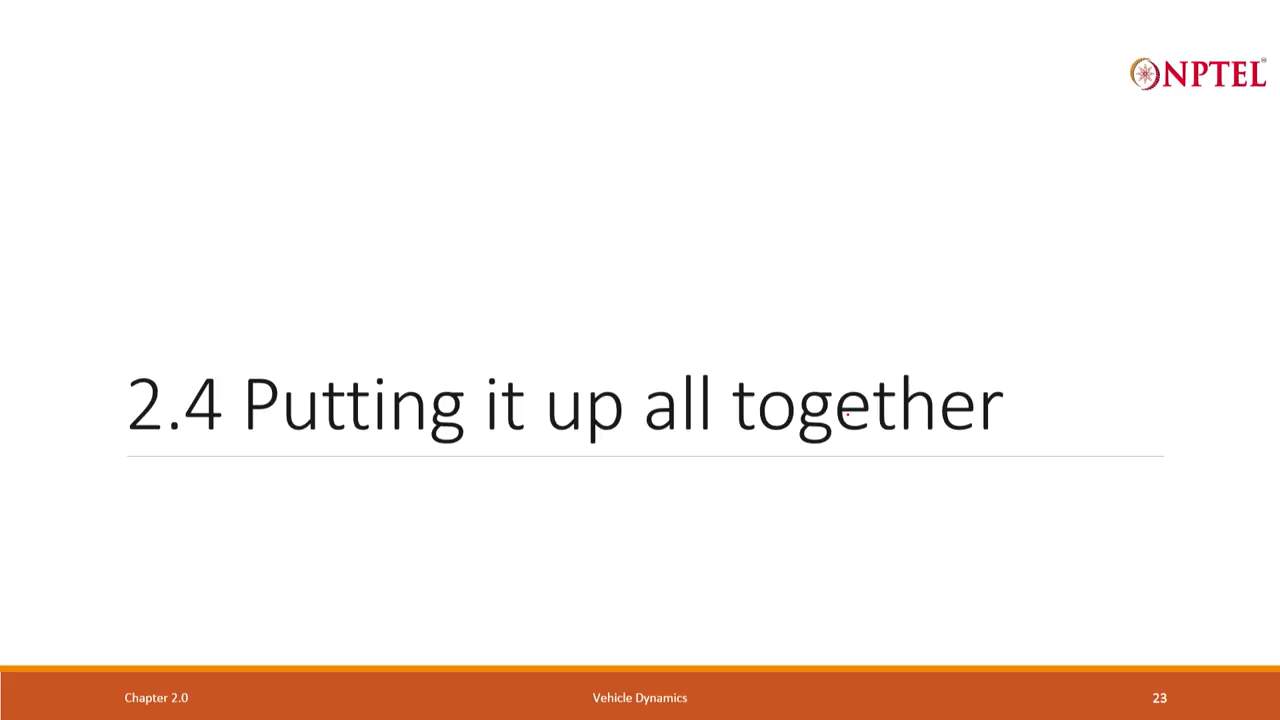 NPTEL
2.4 Putting it up all together
Chapter 2.0
Vehicle Dynamics
23